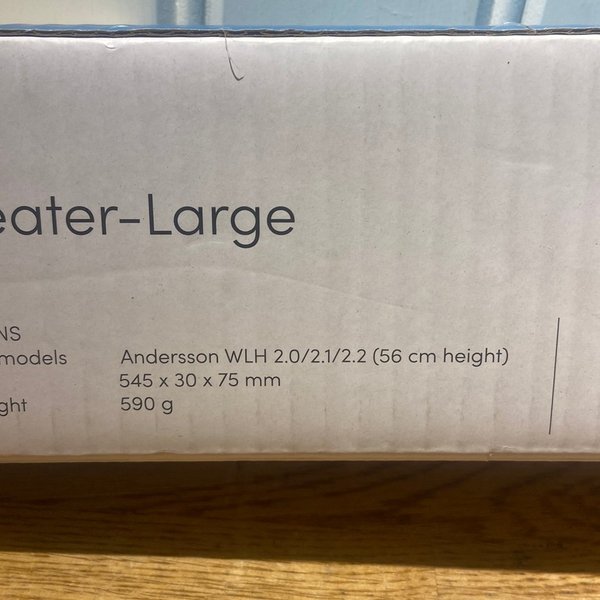 eater-Large
NS
models Andersson WLH 2.0/2.1/2.2 (56 cm height)
545 x 30 x 75 mm
ght 590 g